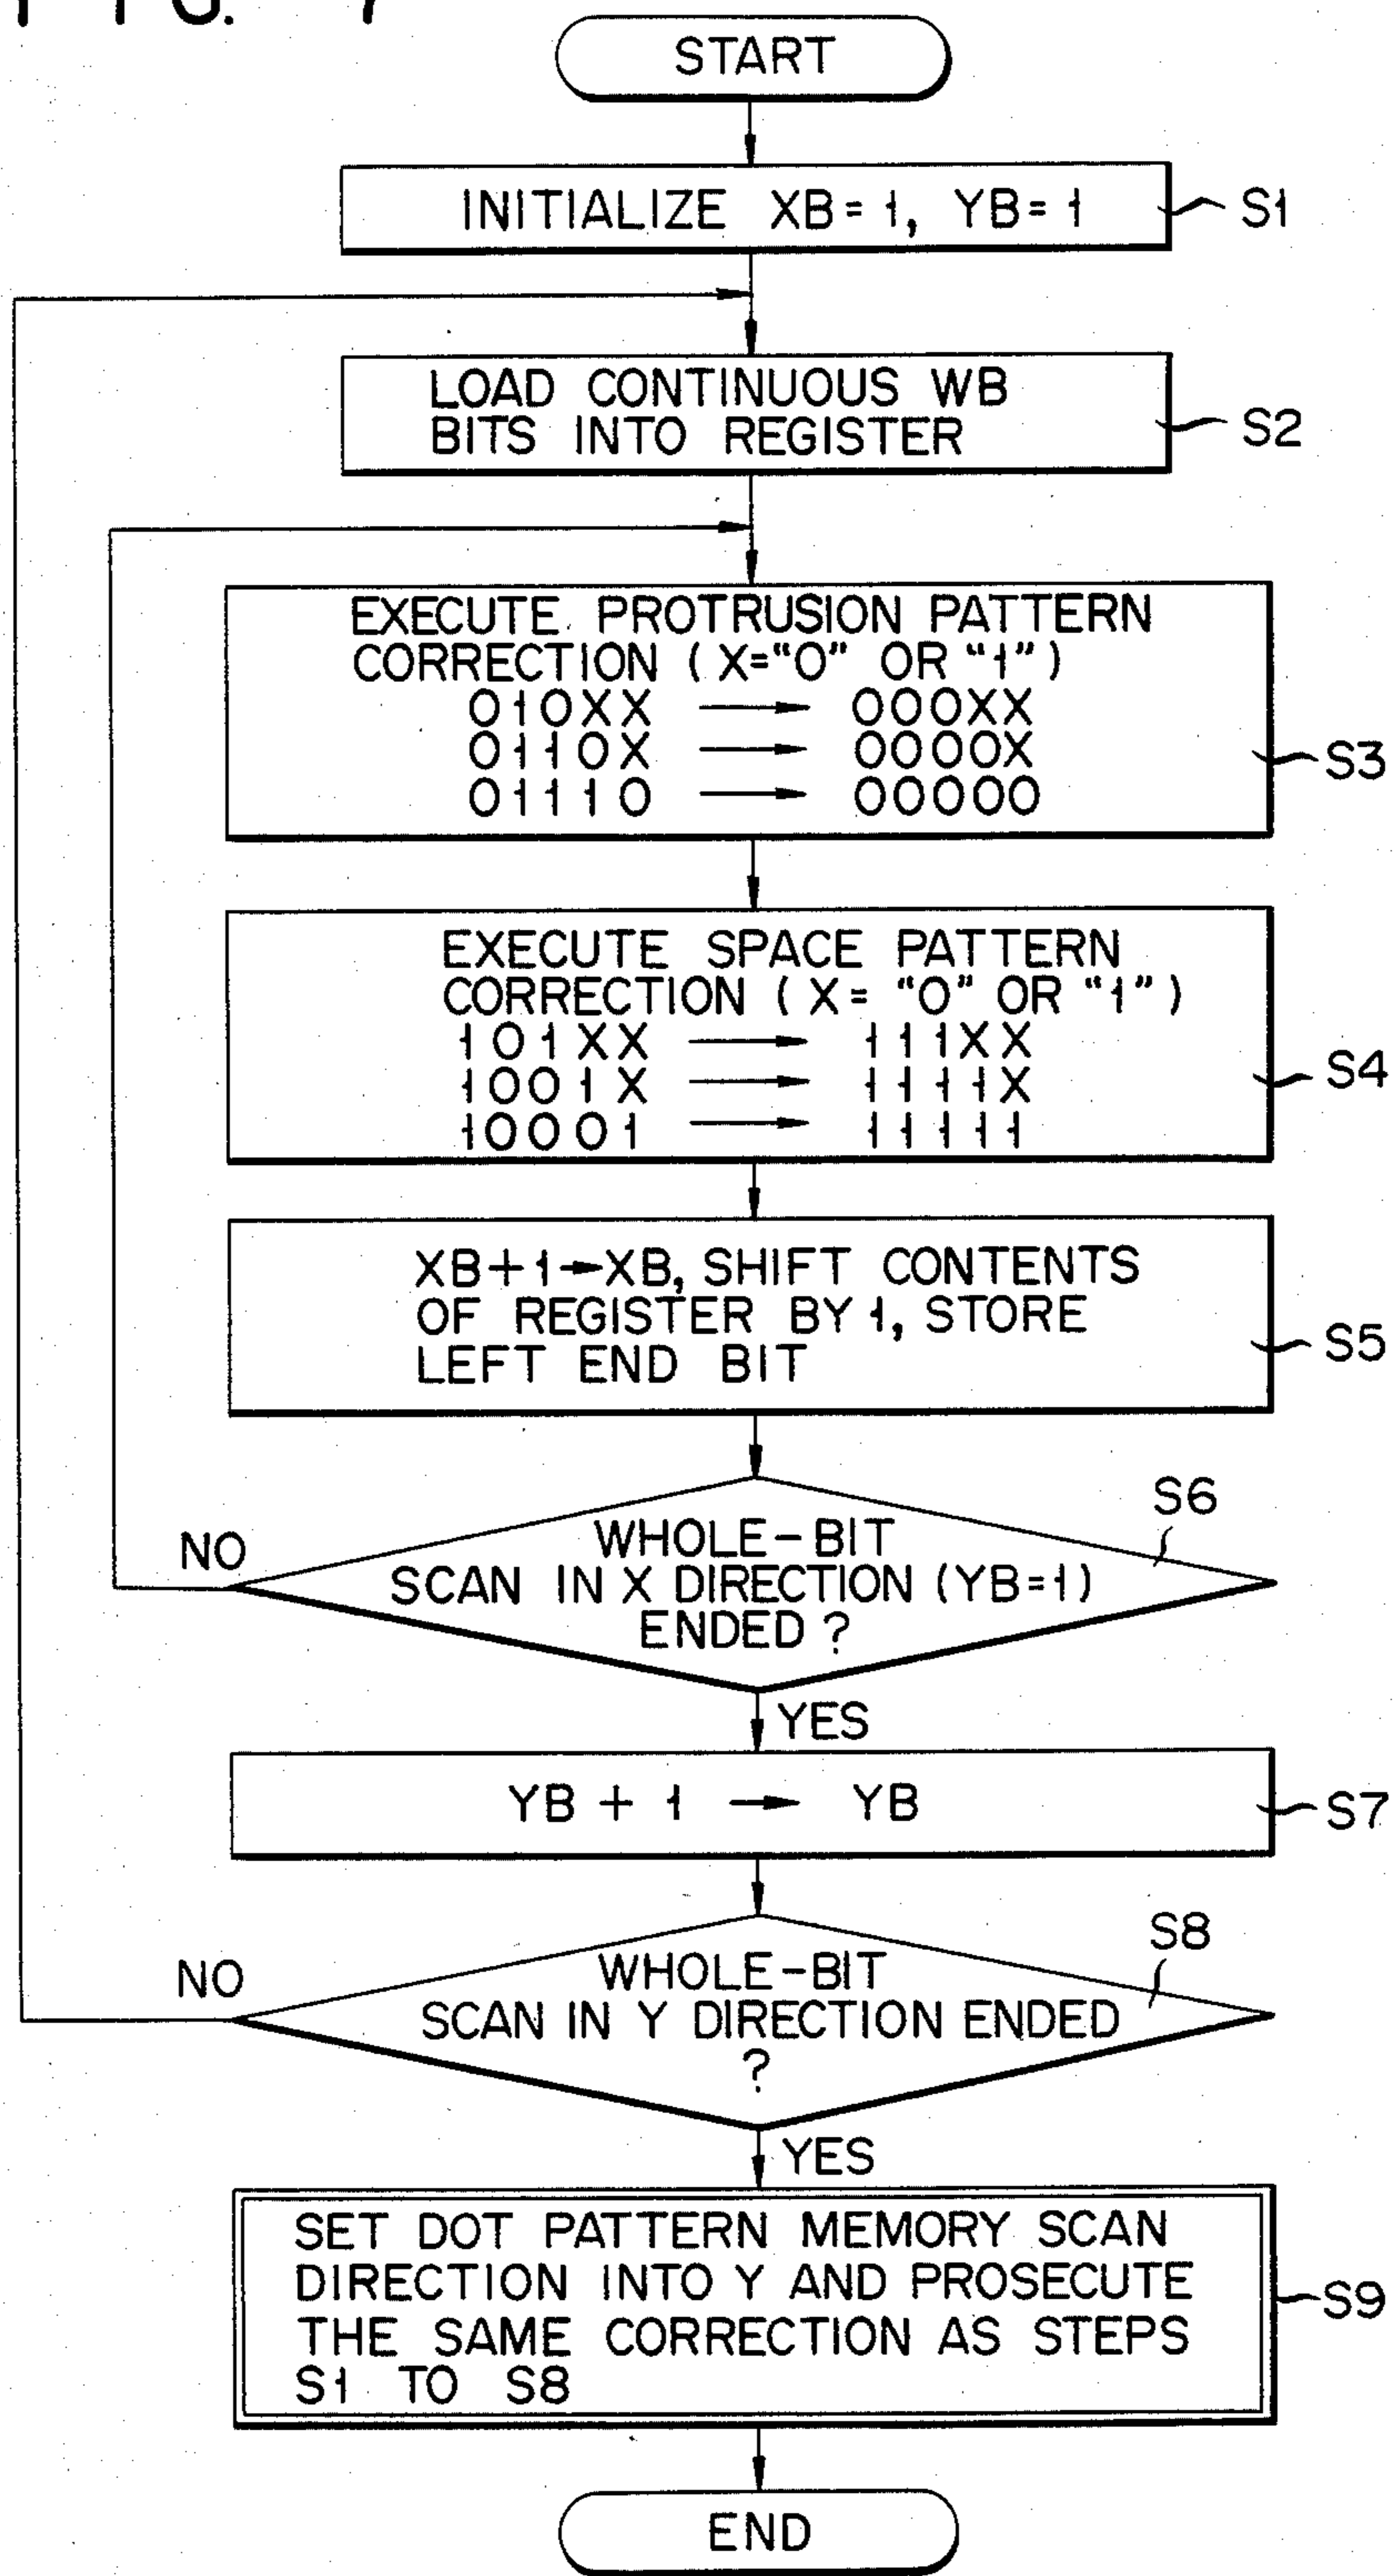 FIG. 7
START
INITIALIZE XB=1, YB=1
S1
LOAD CONTINUOUS WB
BITS INTO REGISTER
S2
EXECUTE PROTRUSION PATTERN
CORRECTION (X="0" OR "1")
010XX → 000XX
0110X → 0000X
01110 → 00000
S3
EXECUTE SPACE PATTERN
CORRECTION (X= "0" OR "1")
101XX → 111XX
1001X → 1111X
10001 → 11111
S4
XB+1→XB, SHIFT CONTENTS
OF REGISTER BY 1, STORE
LEFT END BIT
S5
S6
NO
WHOLE-BIT
SCAN IN X DIRECTION (YB=1)
ENDED?
YES
YB + 1 → YB
S7
S8
NO
WHOLE-BIT
SCAN IN Y DIRECTION ENDED
?
YES
SET DOT PATTERN MEMORY SCAN
DIRECTION INTO Y AND PROSECUTE
THE SAME CORRECTION AS STEPS
S1 TO S8
S9
END